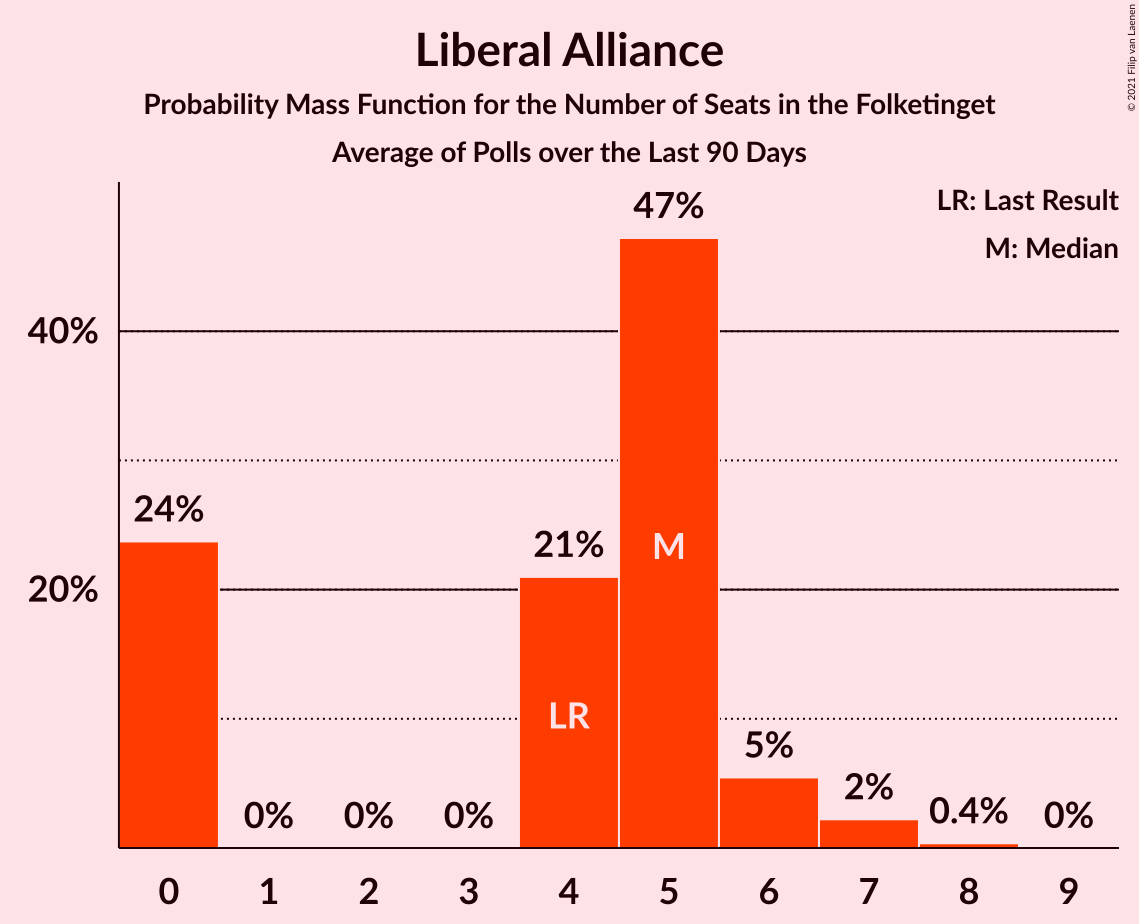 Liberal Alliance
Probability Mass Function for the Number of Seats in the Folketinget
Average of Polls over the Last 90 Days
© 2021 Filip van Laenen
LR: Last Result
M: Median
40%
20%
24%
0%
0%
0%
21%
47%
5%
2%
0.4%
0%
LR
M
0 1 2 3 4 5 6 7 8 9